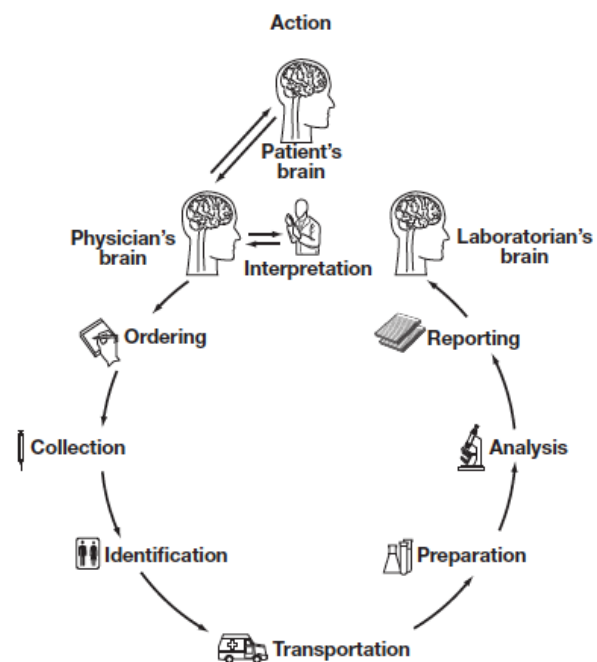 Action
Patient's
brain
Physician's
brain
Interpretation
Laboratorian's
brain
Ordering
Reporting
Collection
Analysis
Identification
Preparation
Transportation